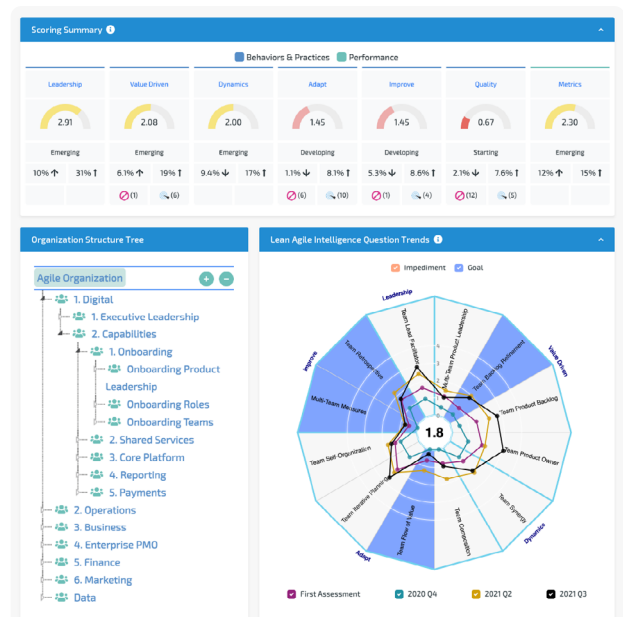 Scoring Summary
Behaviors & Practices Performance
Leadership Value Driven Dynamics Adapt Improve Quality Metrics
2.91 2.08 2.00 1.45 1.45 0.67 2.30
Emerging Emerging Emerging Developing Developing Starting Emerging
10% ↑ 31% ↑ 6.1% ↑ 19% ↑ 9.4% ↓ 17% ↑ 1.1% ↓ 8.1% ↑ 5.3% ↓ 8.6% ↑ 2.1% ↓ 7.6% ↑ 12% ↑ 15% ↑
(1) (6) (6) (10) (1) (4) (12) (5)
Organization Structure Tree
Agile Organization
1. Digital
1. Executive Leadership
2. Capabilities
1. Onboarding
Onboarding Product
Leadership
Onboarding Roles
Onboarding Teams
2. Shared Services
3. Core Platform
4. Reporting
5. Payments
2. Operations
3. Business
4. Enterprise PMO
5. Finance
6. Marketing
Data
Lean Agile Intelligence Question Trends
Impediment Goal
Leadership
Value Driven
Dynamics
Adapt
Improve
Multi-Team Product Leadership
Team Backlog Refinement
Team Product Backlog
Team Product Owner
Team Synergy
Team Composition
Team Flow of Value
Team Iterative Planning
Team Self Organization
Multi-Team Measures
Team Retrospective
Team Lead Facilitator
4
3
1.8
First Assessment 2020 Q4 2021 Q2 2021 Q3